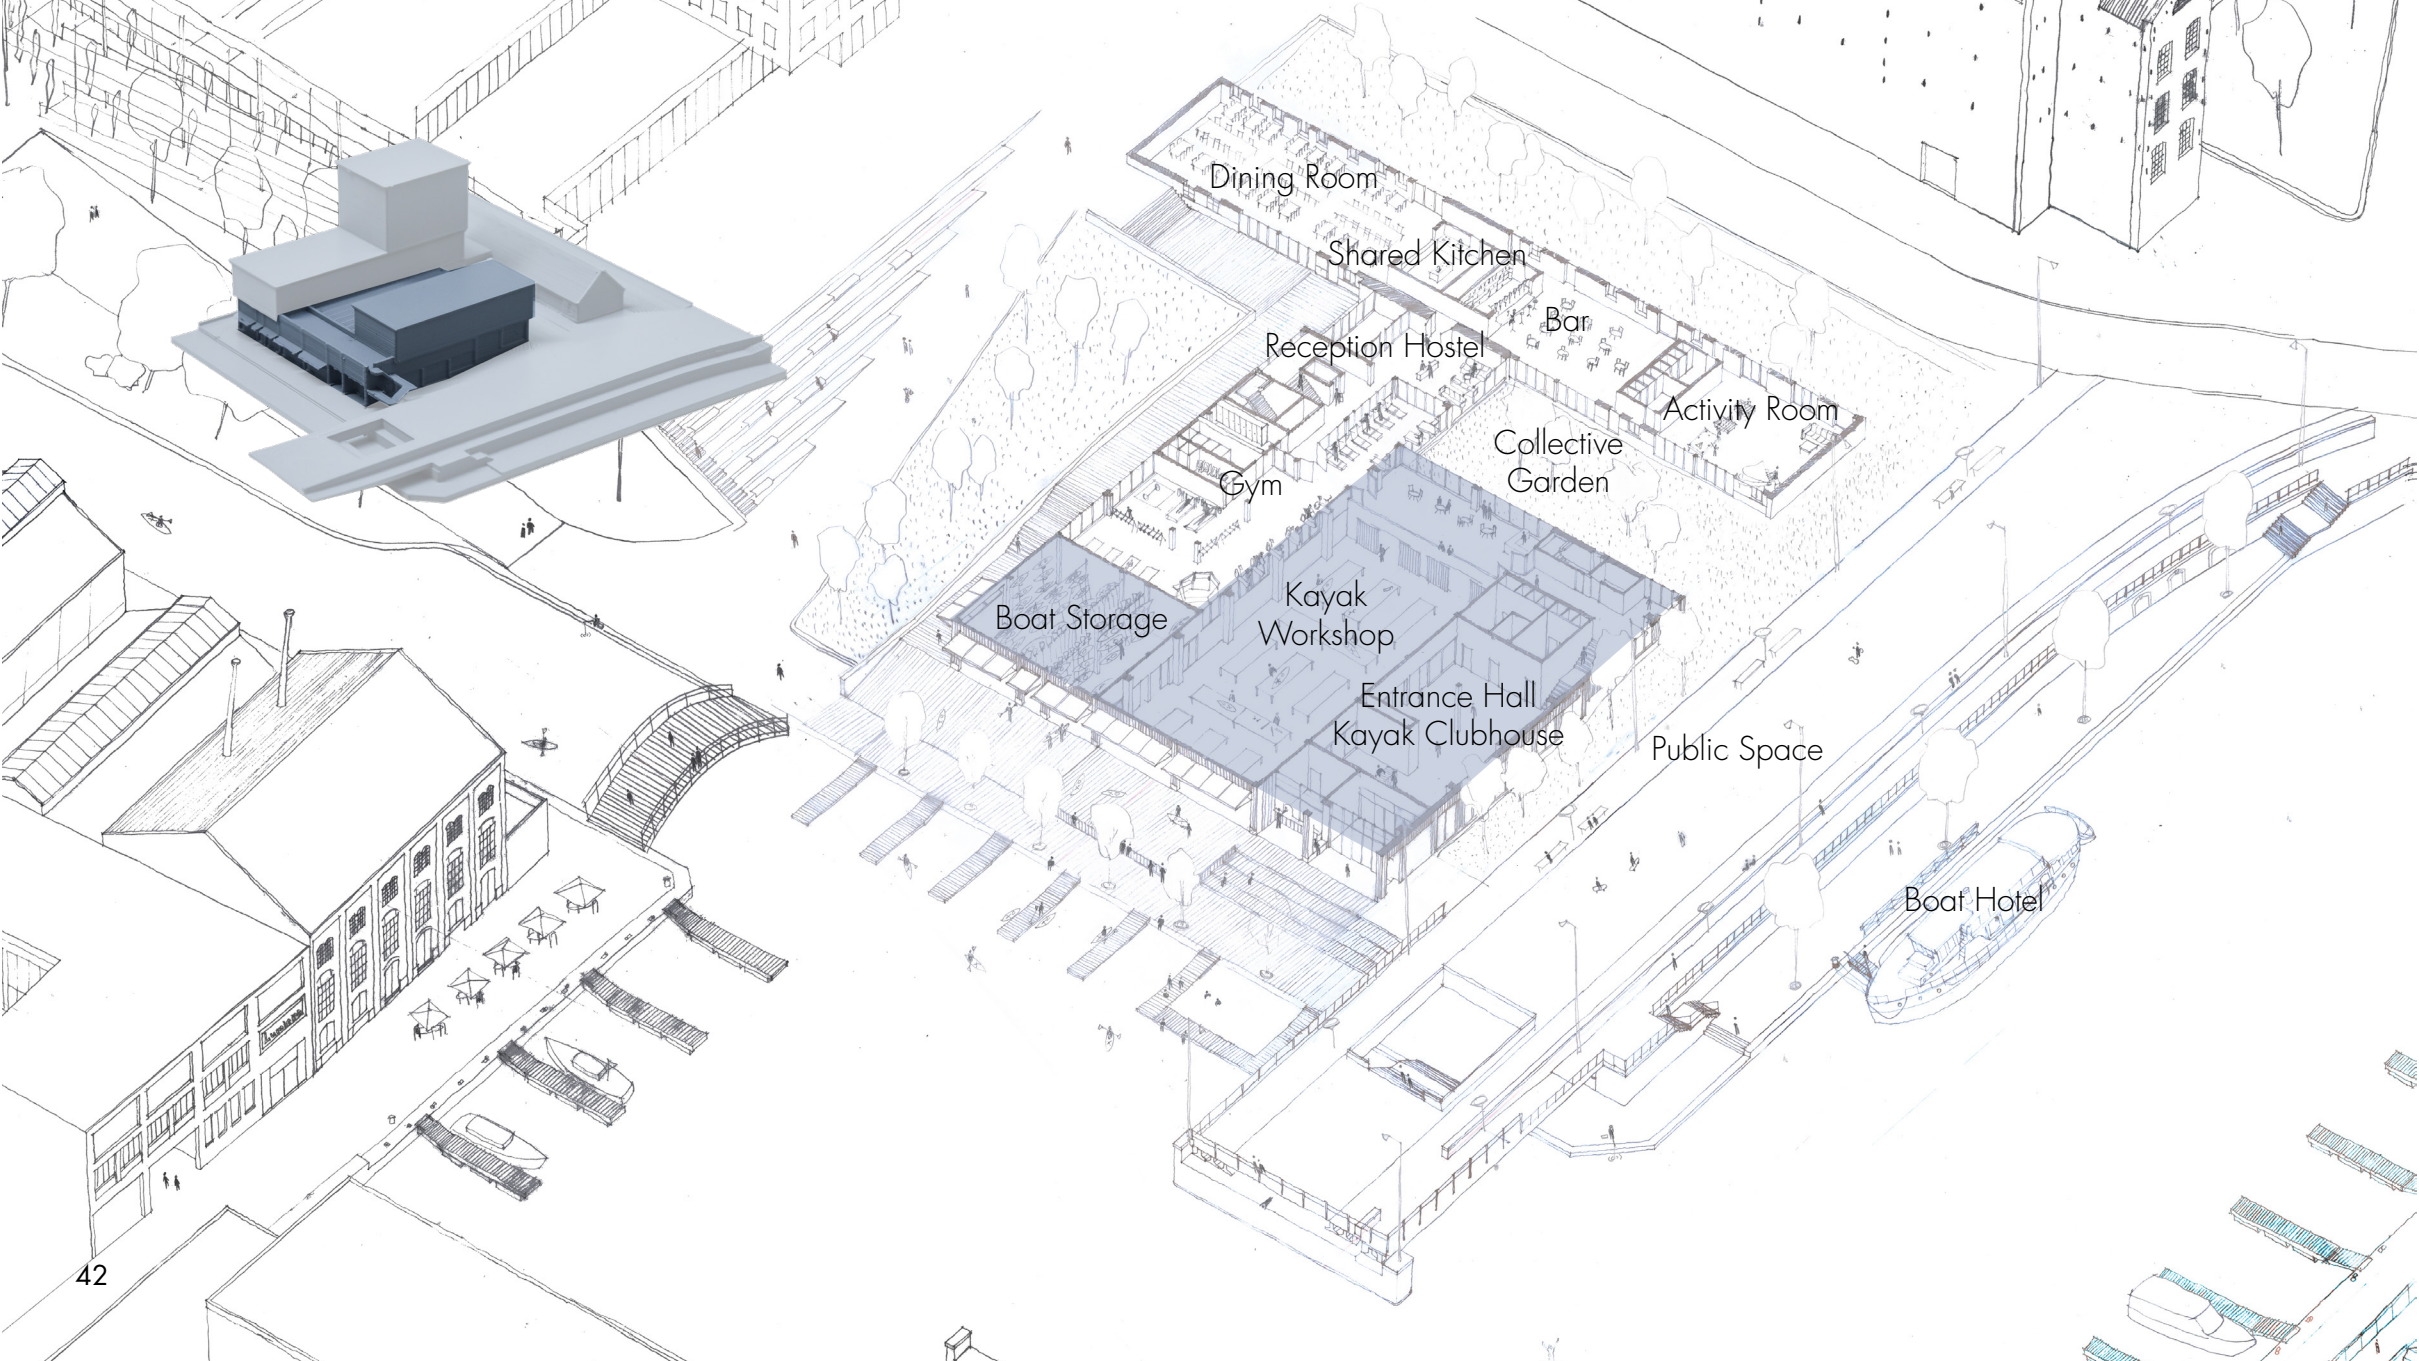 Dining Room
Shared Kitchen
Bar
Reception Hostel
Activity Room
Collective
Garden
Gym
Kayak
Workshop
Boat Storage
Entrance Hall
Kayak Clubhouse
Public Space
Boat Hotel
42